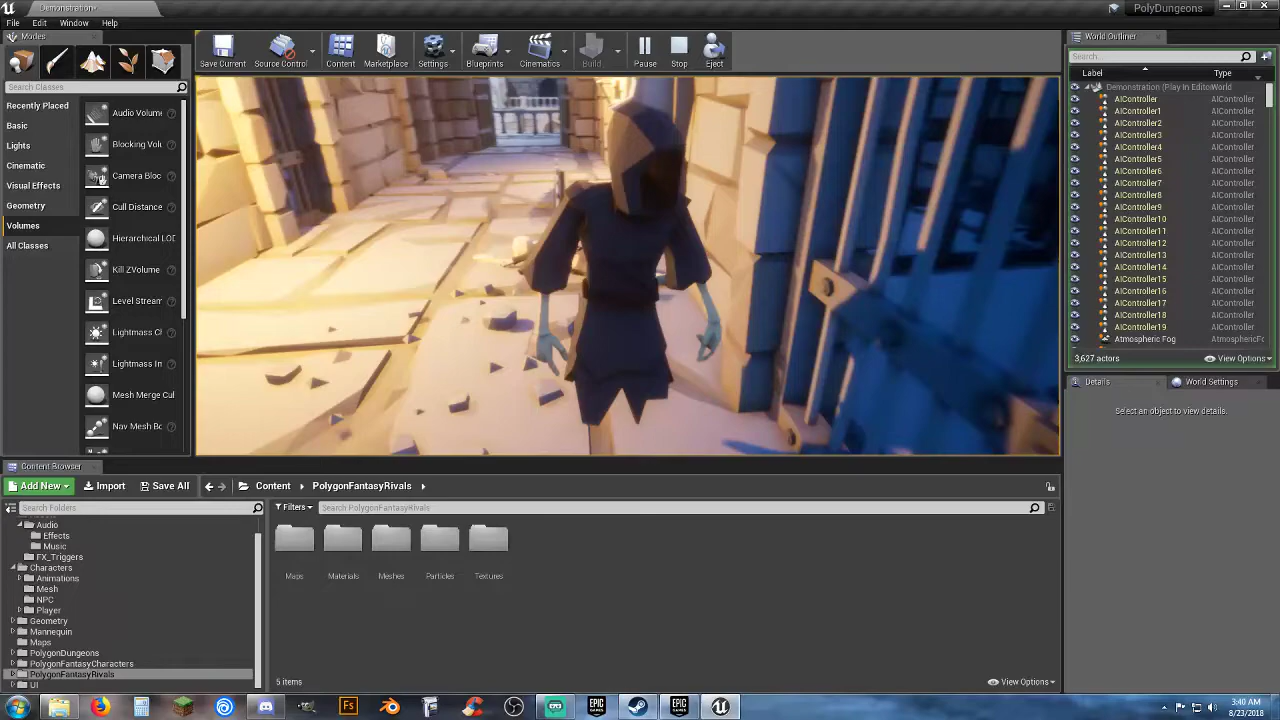 Demonstration*
PolyDungeons
File Edit Window Help
Modes
World Outliner
Save Current
Source Control
Content
Marketplace
Settings
Blueprints
Cinematics
Build
Pause
Stop
Eject
Search Classes
Recently Placed
Basic
Lights
Cinematic
Visual Effects
Geometry
Volumes
All Classes
Audio Volume
Blocking Volu
Camera Bloc
Cull Distance
Hierarchical LOD
Kill ZVolume
Level Stream
Lightmass Ch
Lightmass Im
Mesh Merge Cul
Nav Mesh Bo
Search...
Label Type
Demonstration (Play In Editor World
AIController AIController
AIController1 AIController
AIController2 AIController
AIController3 AIController
AIController4 AIController
AIController5 AIController
AIController6 AIController
AIController7 AIController
AIController8 AIController
AIController9 AIController
AIController10 AIController
AIController11 AIController
AIController12 AIController
AIController13 AIController
AIController14 AIController
AIController15 AIController
AIController16 AIController
AIController17 AIController
AIController18 AIController
AIController19 AIController
Atmospheric Fog AtmosphericFo
3,627 actors View Options
Details World Settings
Select an object to view details.
Content Browser
Add New Import Save All Content PolygonFantasyRivals
Search Folders
Filters Search PolygonFantasyRivals
Audio
Effects
Music
FX_Triggers
Characters
Animations
Mesh
NPC
Player
Geometry
Mannequin
Maps
PolygonDungeons
PolygonFantasyCharacters
PolygonFantasyRivals
UI
Maps Materials Meshes Particles Textures
5 items View Options
Fs
EPIC GAMES
EPIC GAMES
3:40 AM
8/23/2018